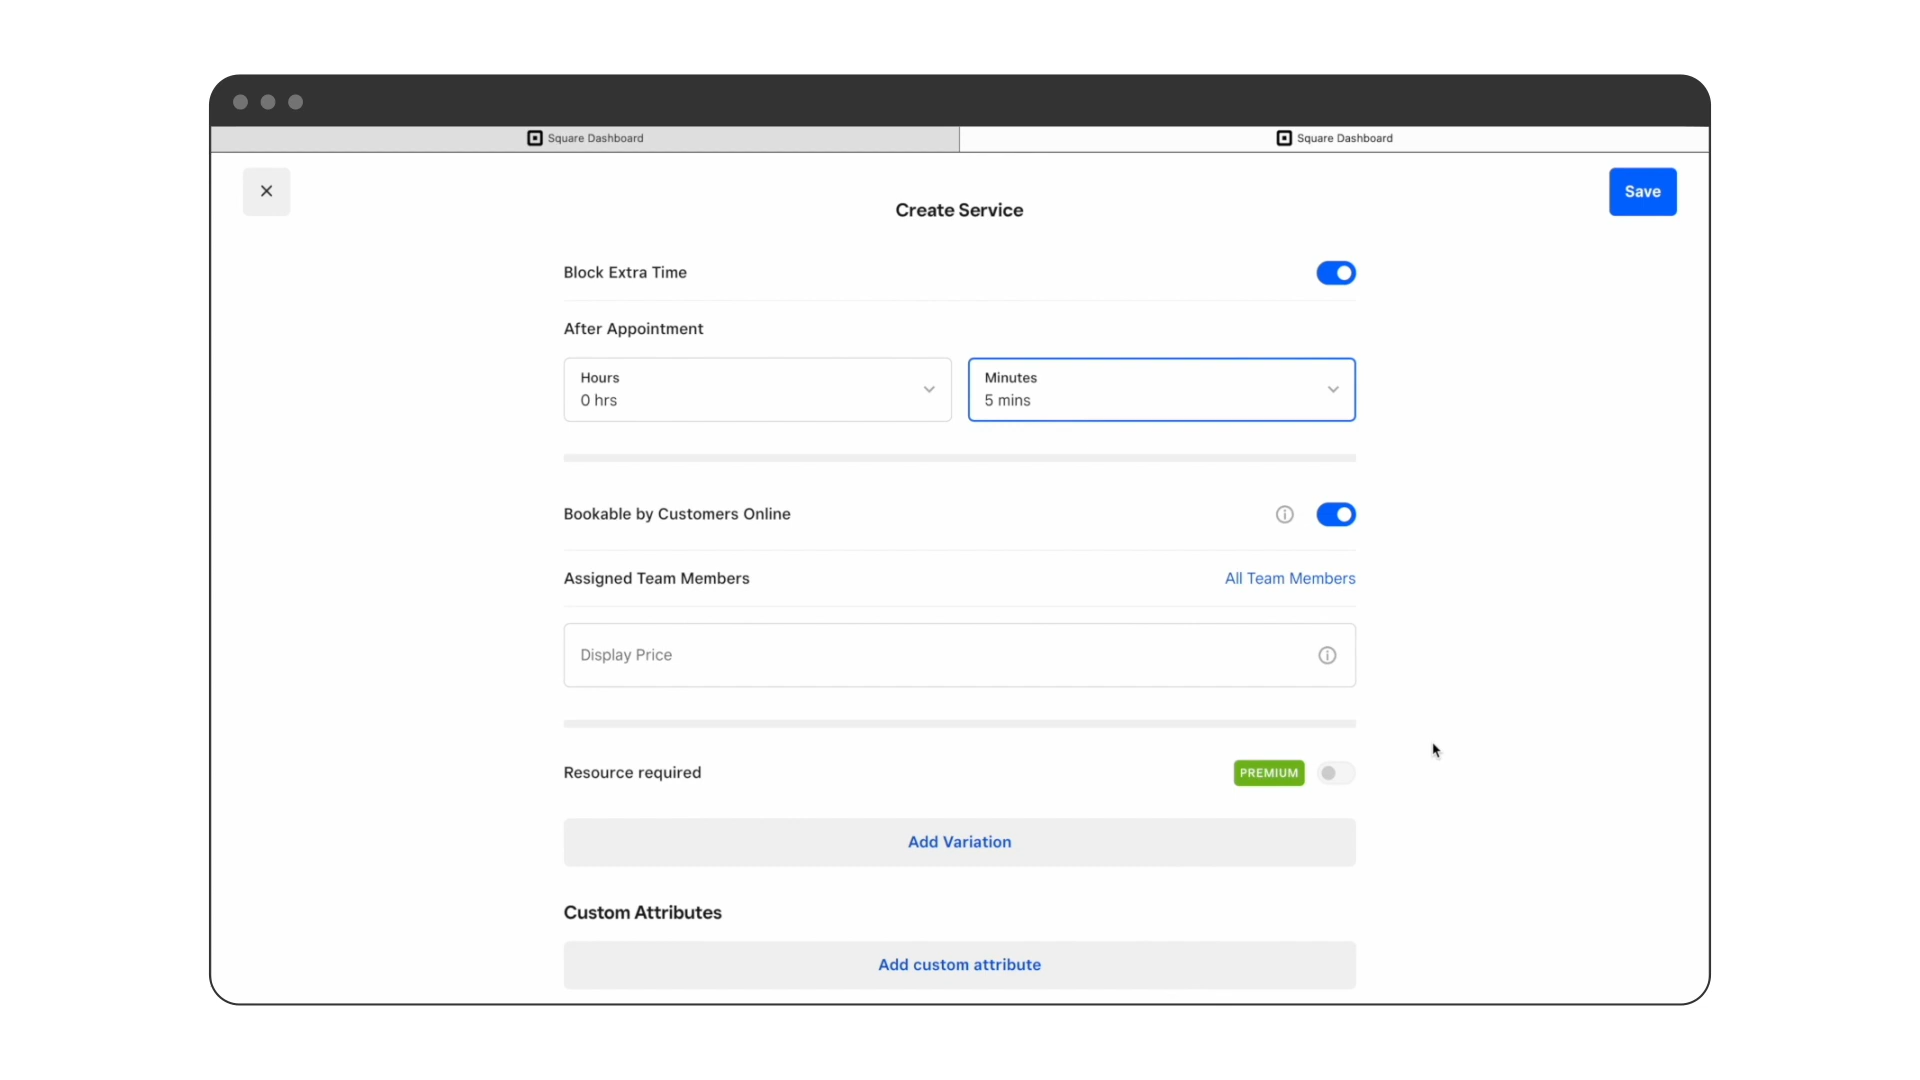 Square Dashboard
Square Dashboard
Create Service
Save
Block Extra Time
After Appointment
Hours
0 hrs
Minutes
5 mins
Bookable by Customers Online
Assigned Team Members
All Team Members
Display Price
Resource required
PREMIUM
Add Variation
Custom Attributes
Add custom attribute